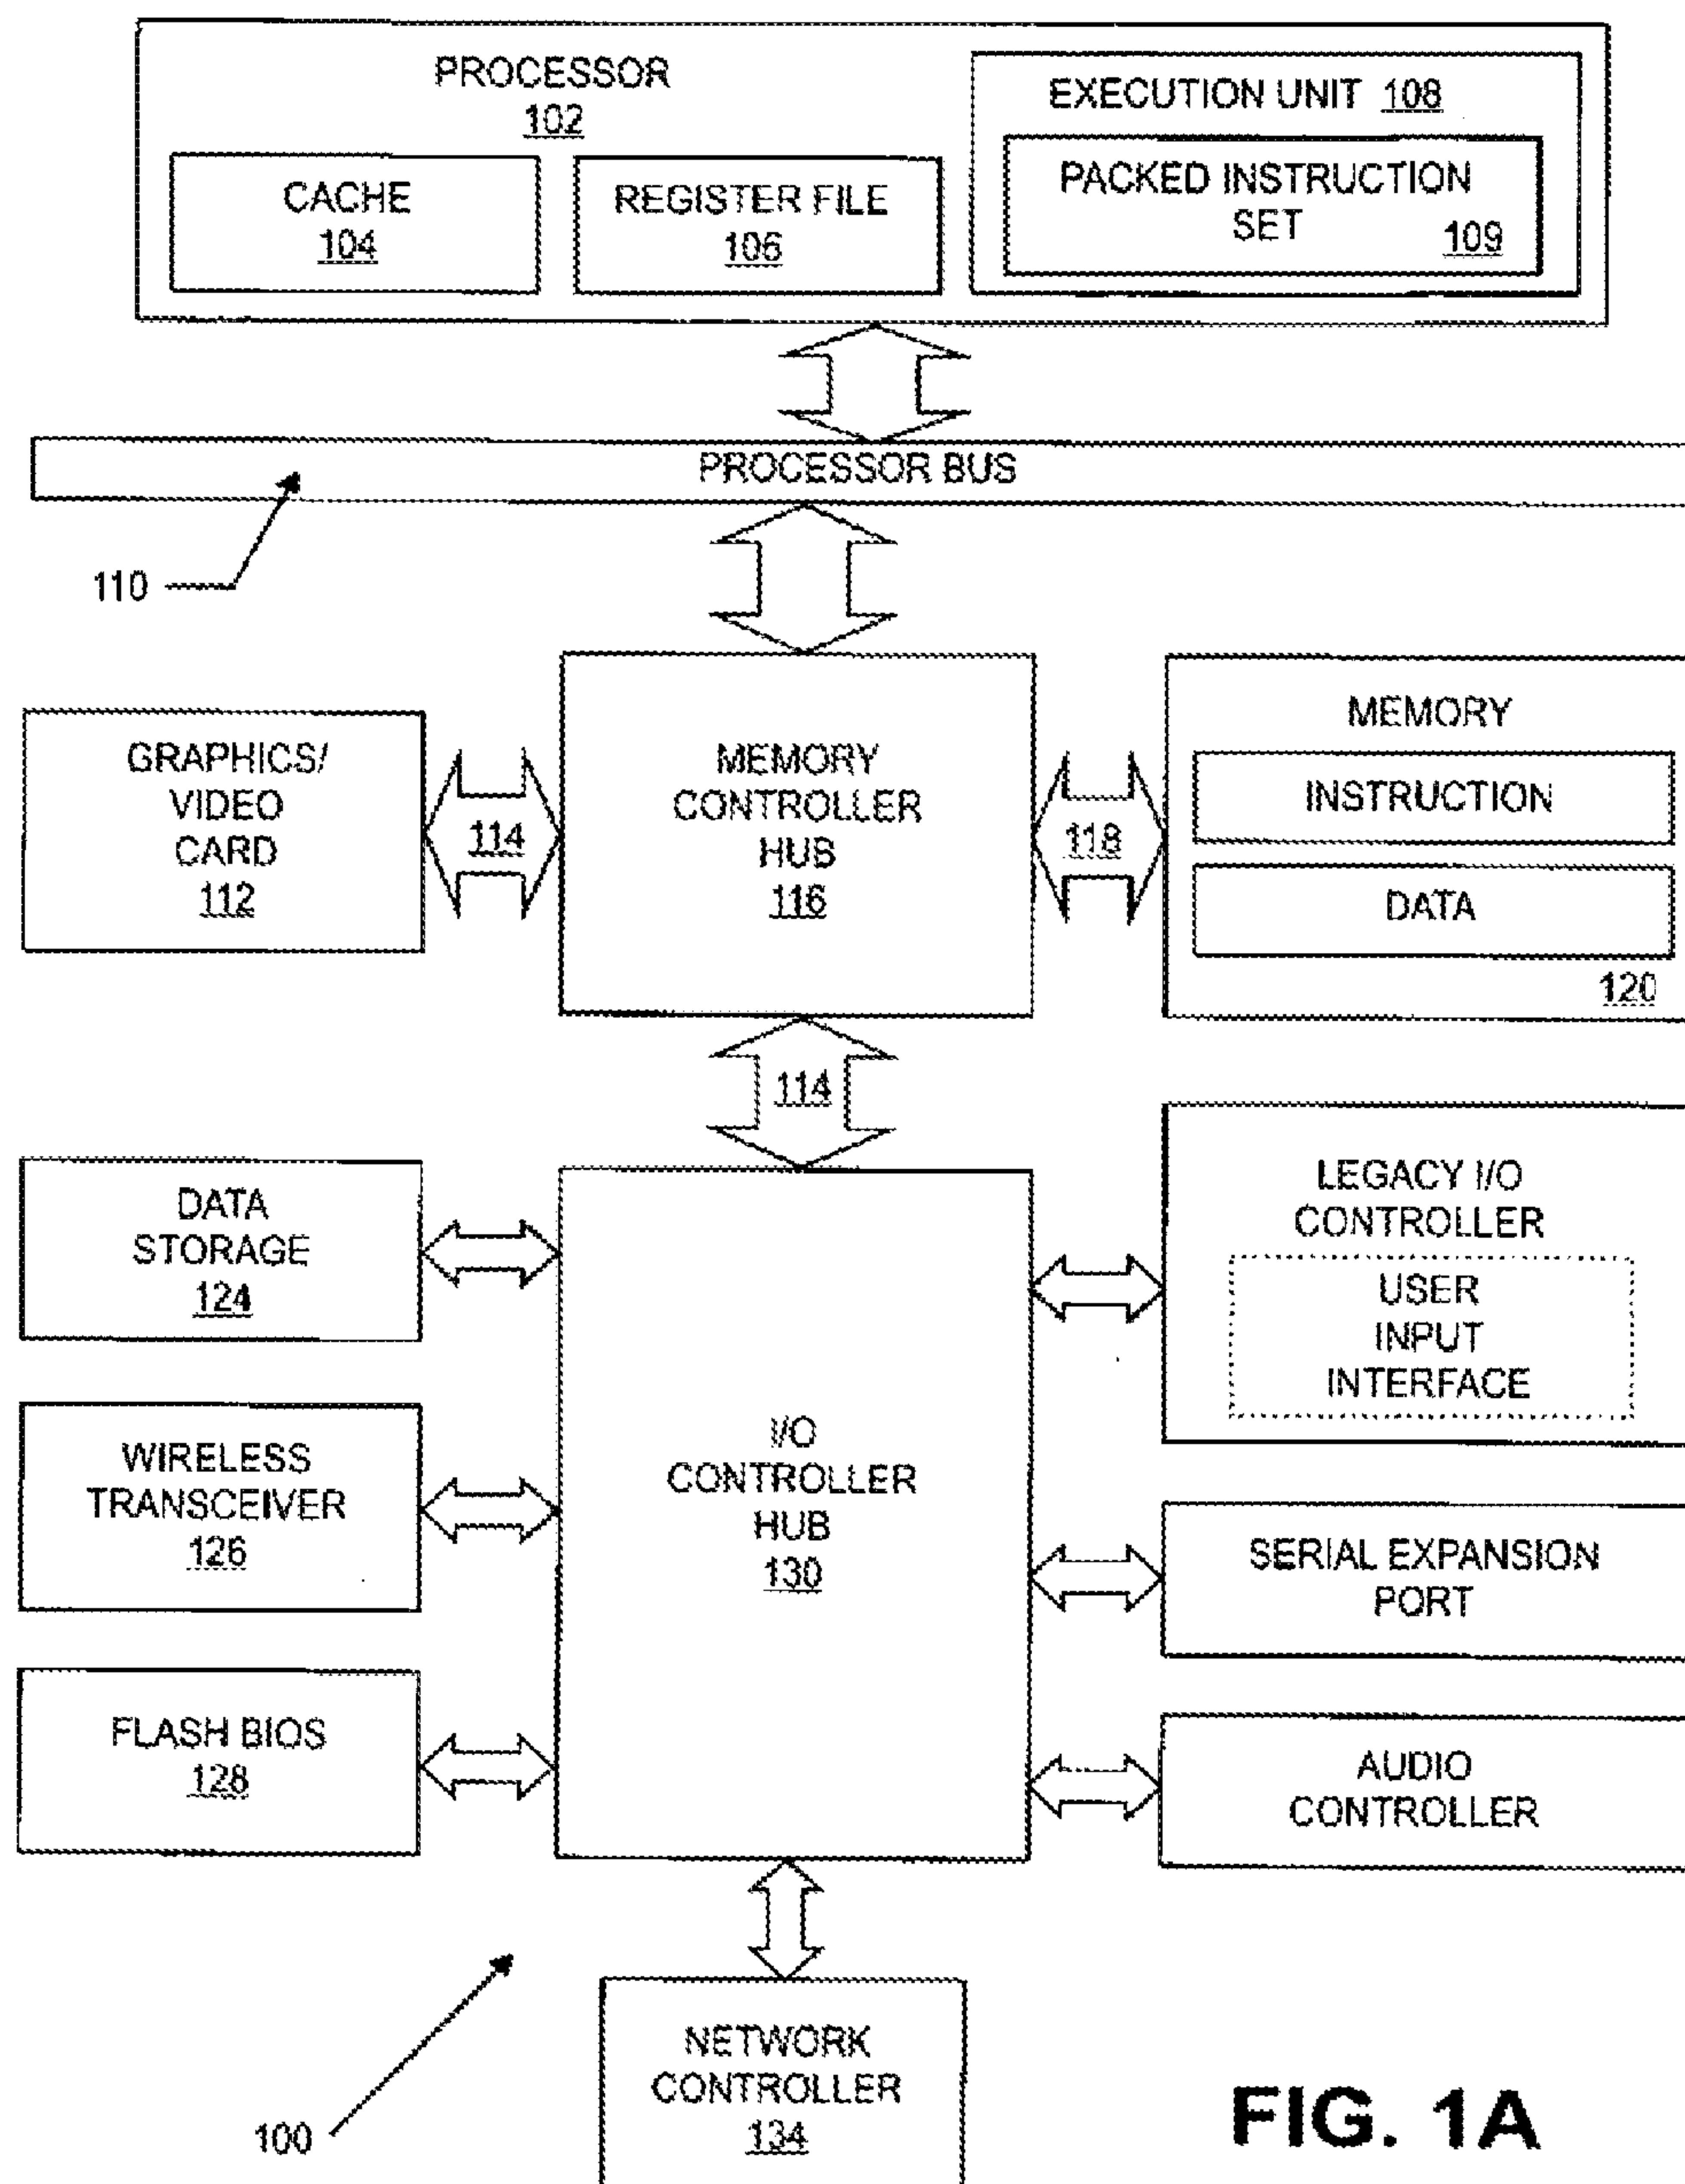 PROCESSOR
102
CACHE
104
REGISTER FILE
106
EXECUTION UNIT 108
PACKED INSTRUCTION
SET
109
PROCESSOR BUS
110
GRAPHICS/
VIDEO
CARD
112
114
MEMORY
CONTROLLER
HUB
116
118
MEMORY
INSTRUCTION
DATA
120
114
DATA
STORAGE
124
WIRELESS
TRANSCEIVER
126
FLASH BIOS
128
I/O
CONTROLLER
HUB
130
LEGACY I/O
CONTROLLER
USER
INPUT
INTERFACE
SERIAL EXPANSION
PORT
AUDIO
CONTROLLER
NETWORK
CONTROLLER
134
100
FIG. 1A